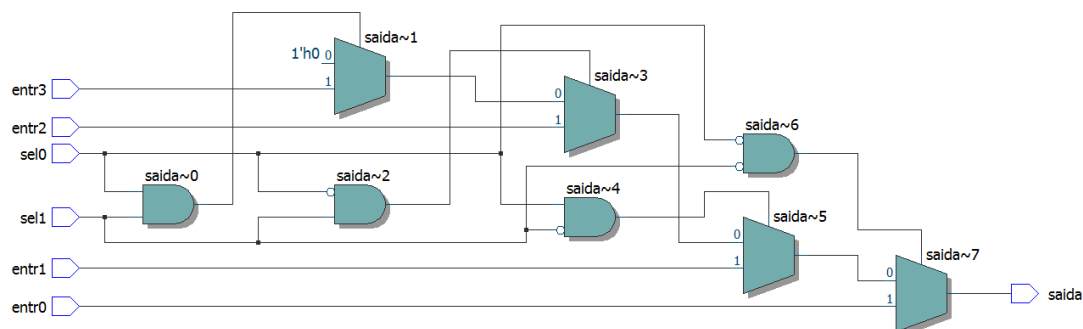 saida~1
1'h0
0
1
entr3
saida~3
0
1
entr2
saida~6
sel0
saida~0
saida~2
saida~4
sel1
saida~5
0
1
entr1
saida~7
0
1
entr0
saida